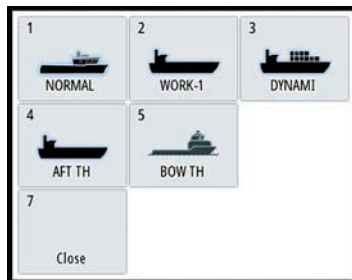 1
NORMAL
2
WORK-1
3
DYNAMI
4
AFT TH
5
BOW TH
7
Close